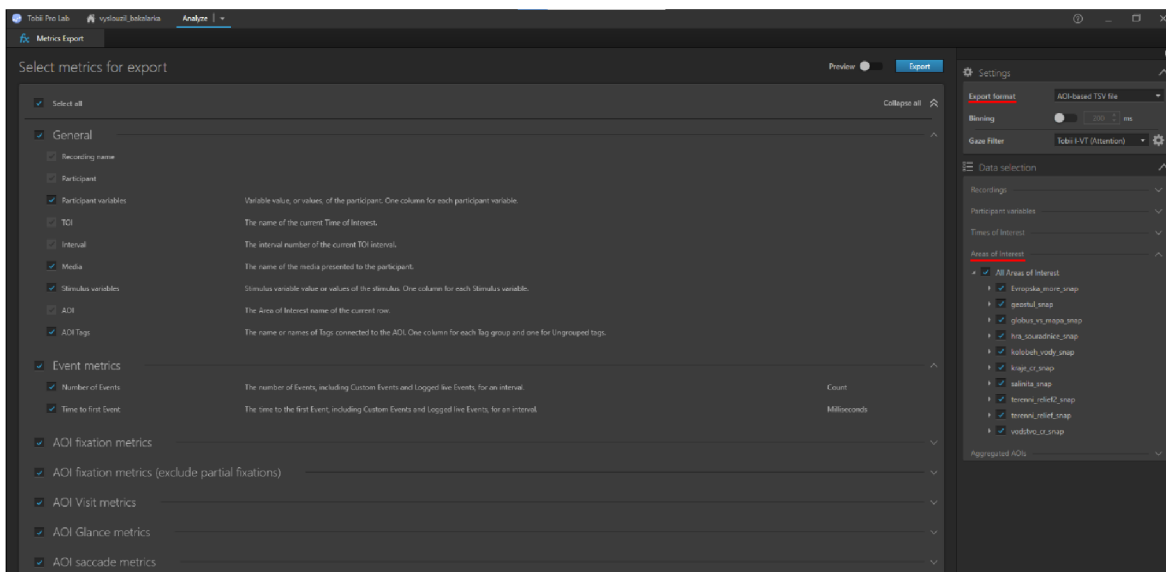 Tobii Pro Lab
vyslouzil_bakalarka
Analyze
Metrics Export
Select metrics for export
Preview
Export
Select all
Collapse all
General
Recording name
Participant
Participant variables Variable value, or values, of the participant. One column for each participant variable.
TOI The name of the current Time of Interest.
Interval The interval number of the current TOI interval.
Media The name of the media presented to the participant.
Stimulus variables Stimulus variable value or values of the stimulus. One column for each Stimulus variable.
AOI The Area of Interest name of the current row.
AOI Tags The name or names of Tags connected to the AOI. One column for each Tag group and one for Ungrouped tags.
Event metrics
Number of Events The number of Events, including Custom Events and Logged live Events, for an interval. Count
Time to first Event The time to the first Event, including Custom Events and Logged live Events, for an interval. Milliseconds
AOI fixation metrics
AOI fixation metrics (exclude partial fixations)
AOI Visit metrics
AOI Glance metrics
AOI saccade metrics
Settings
Export format AOI-based TSV file
Binning 200 ms
Gaze Filter Tobii I-VT (Attention)
Data selection
Recordings
Participant variables
Times of Interest
Areas of Interest
All Areas of Interest
Evropska_more_snap
geostul_snap
globus_vs_mapa_snap
hra_souradnice_snap
kolobeh_vody_snap
kraje_cr_snap
salinita_snap
terenni_relief2_snap
terenni_relief_snap
vodstvo_cr_snap
Aggregated AOIs